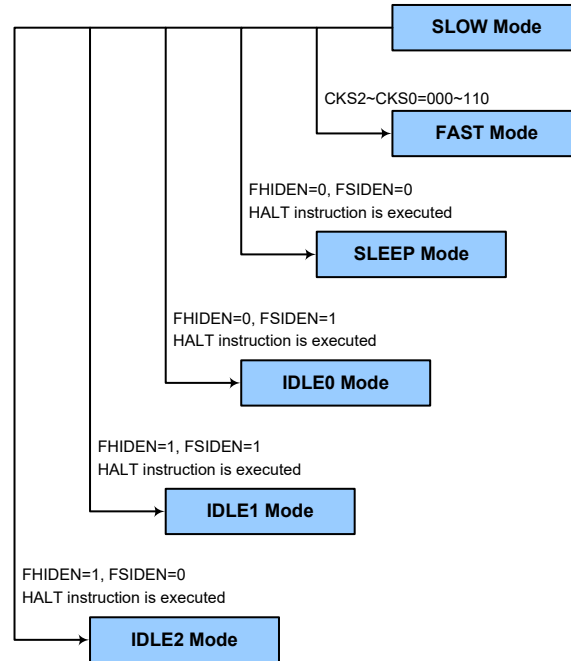 SLOW Mode
CKS2~CKS0=000~110
FAST Mode
FHIDEN=0, FSIDEN=0
HALT instruction is executed
SLEEP Mode
FHIDEN=0, FSIDEN=1
HALT instruction is executed
IDLE0 Mode
FHIDEN=1, FSIDEN=1
HALT instruction is executed
IDLE1 Mode
FHIDEN=1, FSIDEN=0
HALT instruction is executed
IDLE2 Mode